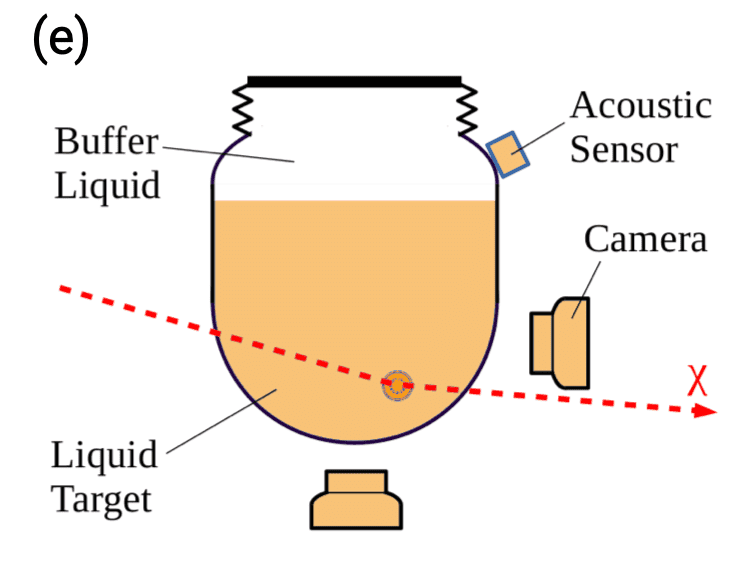 (e)
Acoustic
Sensor
Buffer
Liquid
Camera
χ
Liquid
Target